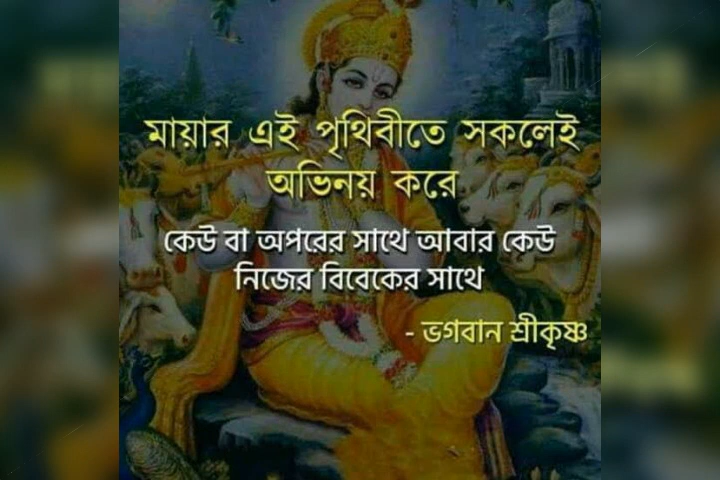 মায়ার এই পৃথিবীতে সকলেই
অভিনয় করে
কেউ বা অপরের সাথে আবার কেউ
নিজের বিবেকের সাথে
- ভগবান শ্রীকৃষ্ণ